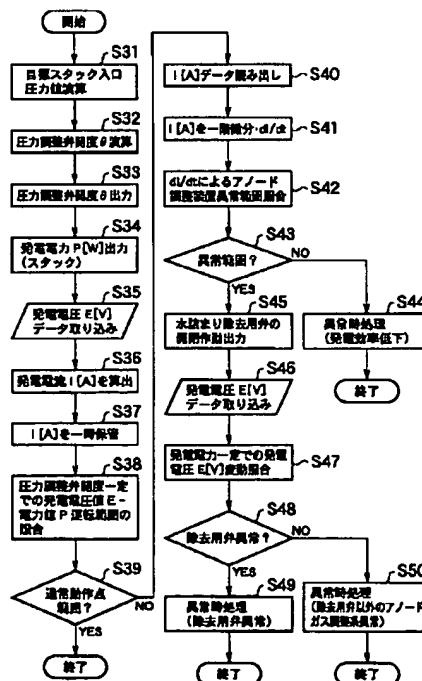 開始
S31
目標スタック入口
圧力値演算
S32
圧力調整弁開度θ演算
S33
圧力調整弁開度θ出力
S34
発電電力 P[W]出力
(スタック)
S35
発電電圧 E[V]
データ取り込み
S36
発電電流 I[A]を算出
S37
I[A]を一時保管
S38
圧力調整弁開度一定
での発電電圧値E-
電力値P 運転範囲の
照合
S39
通常動作点
範囲?
NO
YES
終了
I[A]データ読み出し
S40
I[A]を一階微分・dI/dt
S41
dI/dtによるアノード
調整装置異常範囲照合
S42
S43
異常範囲?
NO
YES
S44
異常時処理
(発電効率低下)
終了
S45
水詰まり除去用弁の
開閉作動出力
S46
発電電圧 E[V]
データ取り込み
発電電力一定での発電
電圧E[V]変動照合
S47
S48
除去用弁異常?
NO
YES
S49
異常時処理
(除去用弁異常)
終了
S50
異常時処理
(除去用弁以外のアノード
ガス調整系異常)
終了